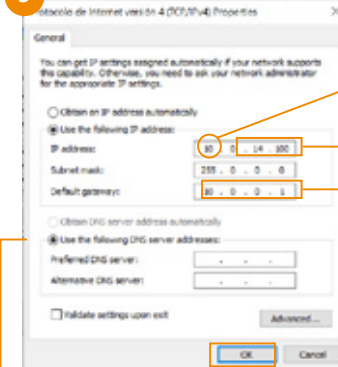 Protocolo de Internet versión 4 (TCP/IPv4) Properties
General
You can get IP settings assigned automatically if your network supports
this capability. Otherwise, you need to ask your network administrator
for the appropriate IP settings.
Obtain an IP address automatically
Use the following IP address:
IP address: 10 . 0 . 14 . 100
Subnet mask: 255 . 0 . 0 . 0
Default gateway: 10 . 0 . 0 . 1
Obtain DNS server address automatically
Use the following DNS server addresses:
Preferred DNS server: . . .
Alternative DNS server: . . .
Validate settings upon exit
Advanced...
OK Cancel